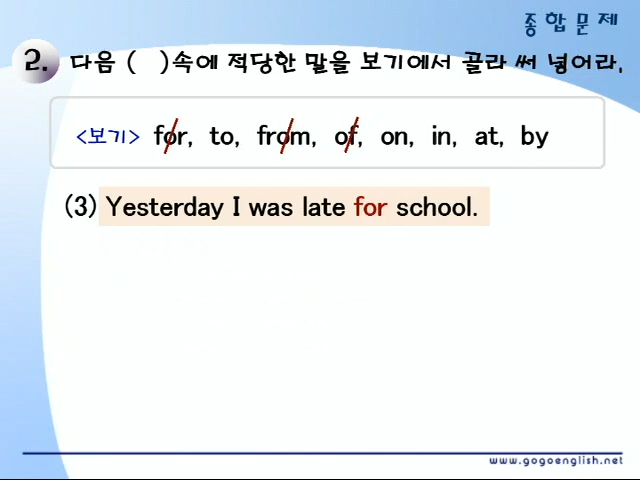 종합문제
2. 다음 (   )속에 적당한 말을 보기에서 골라 써 넣어라.
<보기> for, to, from, of, on, in, at, by
(3) Yesterday I was late for school.
www.gogoenglish.net